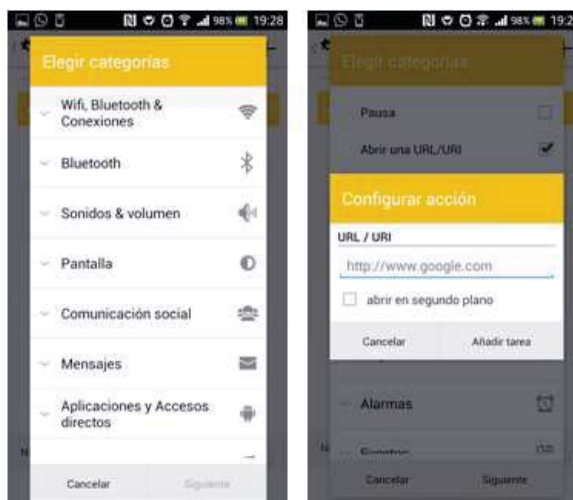 98% 19:28
Elegir categorías
Wifi, Bluetooth &
Conexiones
Bluetooth
Sonidos & volumen
Pantalla
Comunicación social
Mensajes
Aplicaciones y Accesos
directos
Cancelar Siguiente
98% 19:2
Elegir categorías
Pausa
Abrir una URL/URI
Configurar acción
URL / URI
http://www.google.com
abrir en segundo plano
Cancelar Añadir tarea
Alarmas
Eventos
Cancelar Siguiente